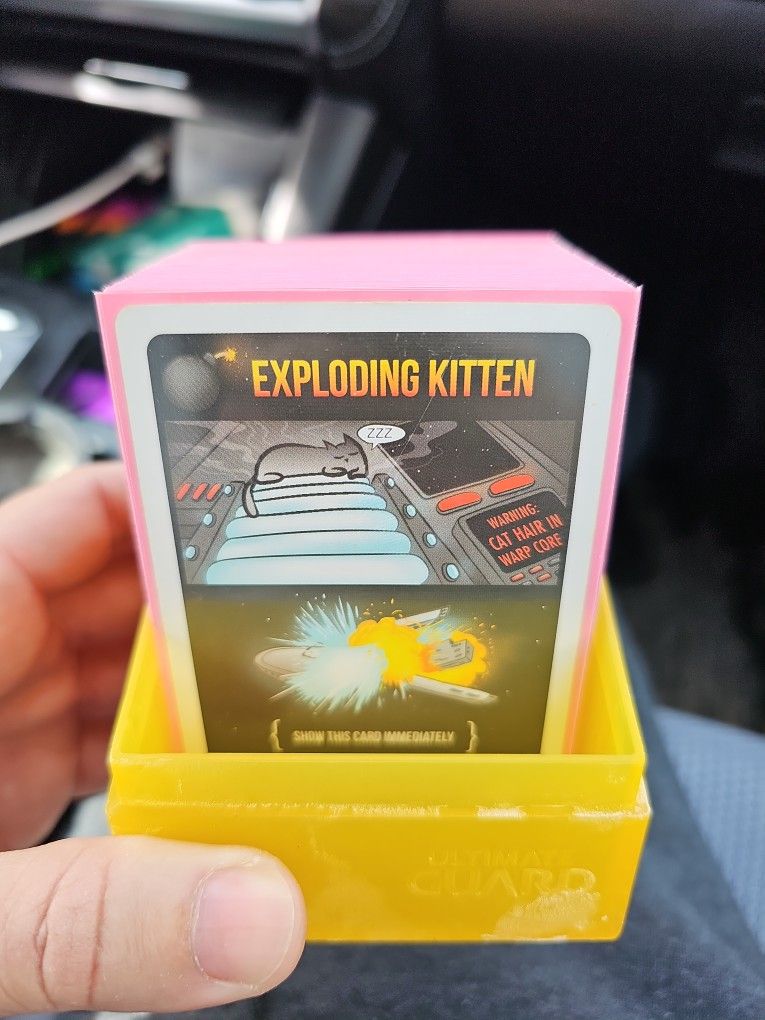 EXPLODING KITTEN
ZZZ
WARNING:
CAT HAIR IN
WARP CORE
SHOW THIS CARD IMMEDIATELY
ULTIMATE
GUARD